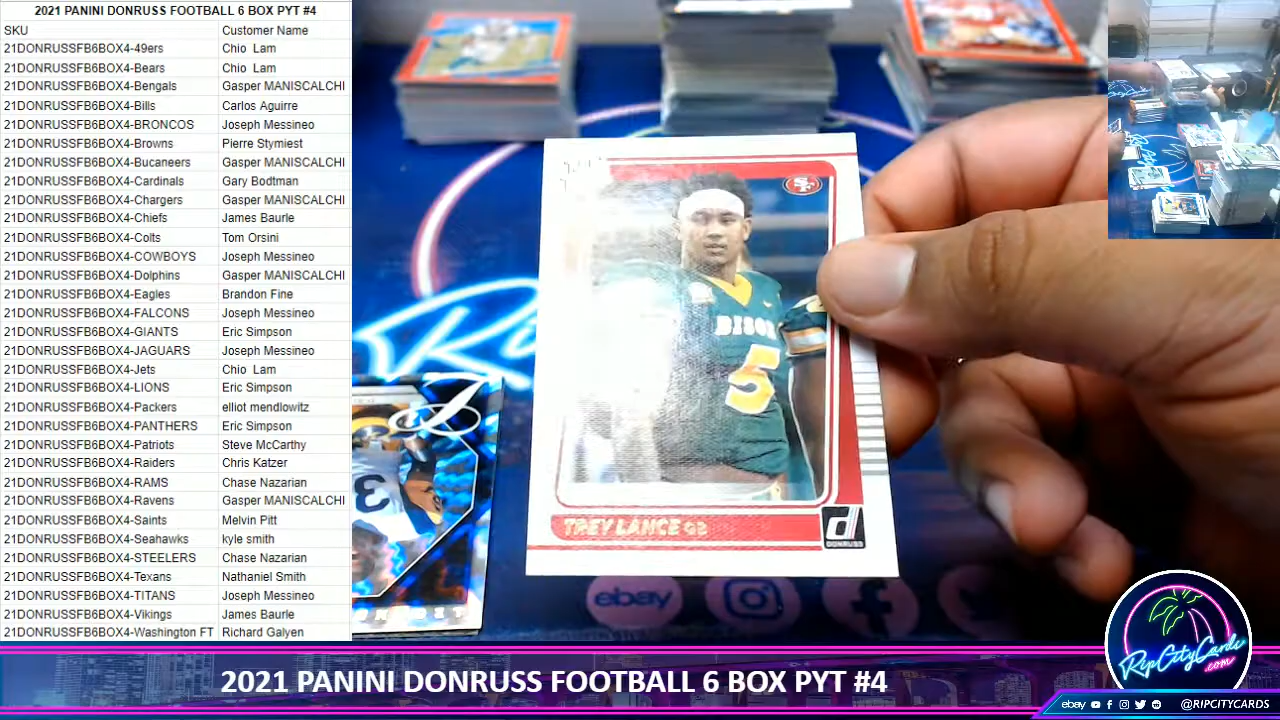 2021 PANINI DONRUSS FOOTBALL 6 BOX PYT #4
SKU Customer Name
21DONRUSSFB6BOX4-49ers Chio Lam
21DONRUSSFB6BOX4-Bears Chio Lam
21DONRUSSFB6BOX4-Bengals Gasper MANISCALCHI
21DONRUSSFB6BOX4-Bills Carlos Aguirre
21DONRUSSFB6BOX4-BRONCOS Joseph Messineo
21DONRUSSFB6BOX4-Browns Pierre Stymiest
21DONRUSSFB6BOX4-Bucaneers Gasper MANISCALCHI
21DONRUSSFB6BOX4-Cardinals Gary Bodtman
21DONRUSSFB6BOX4-Chargers Gasper MANISCALCHI
21DONRUSSFB6BOX4-Chiefs James Baurle
21DONRUSSFB6BOX4-Colts Tom Orsini
21DONRUSSFB6BOX4-COWBOYS Joseph Messineo
21DONRUSSFB6BOX4-Dolphins Gasper MANISCALCHI
21DONRUSSFB6BOX4-Eagles Brandon Fine
21DONRUSSFB6BOX4-FALCONS Joseph Messineo
21DONRUSSFB6BOX4-GIANTS Eric Simpson
21DONRUSSFB6BOX4-JAGUARS Joseph Messineo
21DONRUSSFB6BOX4-Jets Chio Lam
21DONRUSSFB6BOX4-LIONS Eric Simpson
21DONRUSSFB6BOX4-Packers elliot mendlowitz
21DONRUSSFB6BOX4-PANTHERS Eric Simpson
21DONRUSSFB6BOX4-Patriots Steve McCarthy
21DONRUSSFB6BOX4-Raiders Chris Katzer
21DONRUSSFB6BOX4-RAMS Chase Nazarian
21DONRUSSFB6BOX4-Ravens Gasper MANISCALCHI
21DONRUSSFB6BOX4-Saints Melvin Pitt
21DONRUSSFB6BOX4-Seahawks kyle smith
21DONRUSSFB6BOX4-STEELERS Chase Nazarian
21DONRUSSFB6BOX4-Texans Nathaniel Smith
21DONRUSSFB6BOX4-TITANS Joseph Messineo
21DONRUSSFB6BOX4-Vikings James Baurle
21DONRUSSFB6BOX4-Washington FT Richard Galyen
SF
5
TREY LANCE QB
d
DONRUSS
ebay
2021 PANINI DONRUSS FOOTBALL 6 BOX PYT #4
RipCityCards
.com
ebay @RIPCITYCARDS